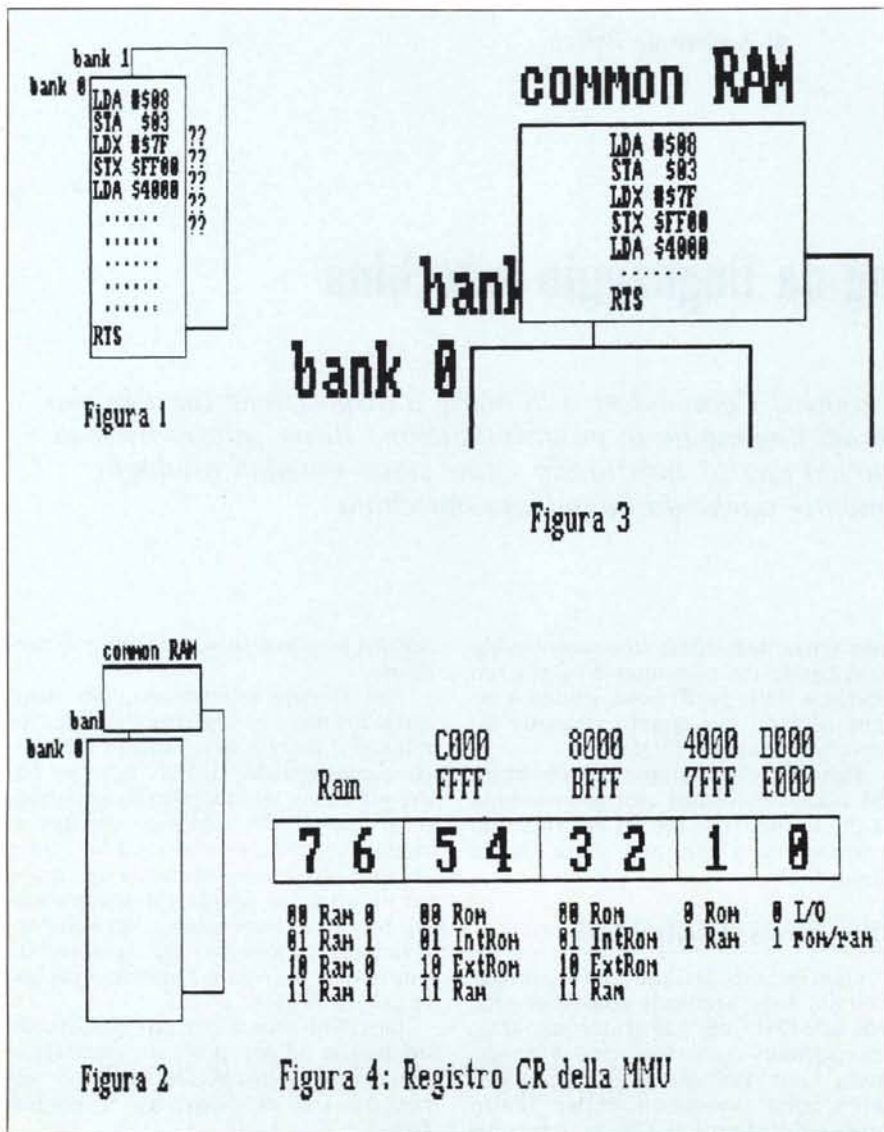 bank 1
bank 0
LDA #$08
STA $03
LDX #$7F
STX $FF00
LDA $4000
......
......
......
......
......
RTS
??
??
??
??
??
Figura 1
common RAM
LDA #$08
STA $03
LDX #$7F
STX $FF00
LDA $4000
.......
RTS
bank
bank 0
Figura 3
common RAM
bank
bank 0
Figura 2
C000 8000 4000 D000
Ram FFFF BFFF 7FFF E000
7 6 5 4 3 2 1 0
00 Ram 0 00 Rom 00 Rom 0 Rom 0 I/O
01 Ram 1 01 IntRom 01 IntRom 1 Ram 1 rom/ram
10 Ram 0 10 ExtRom 10 ExtRom
11 Ram 1 11 Ram 11 Ram
Figura 4: Registro CR della MMU